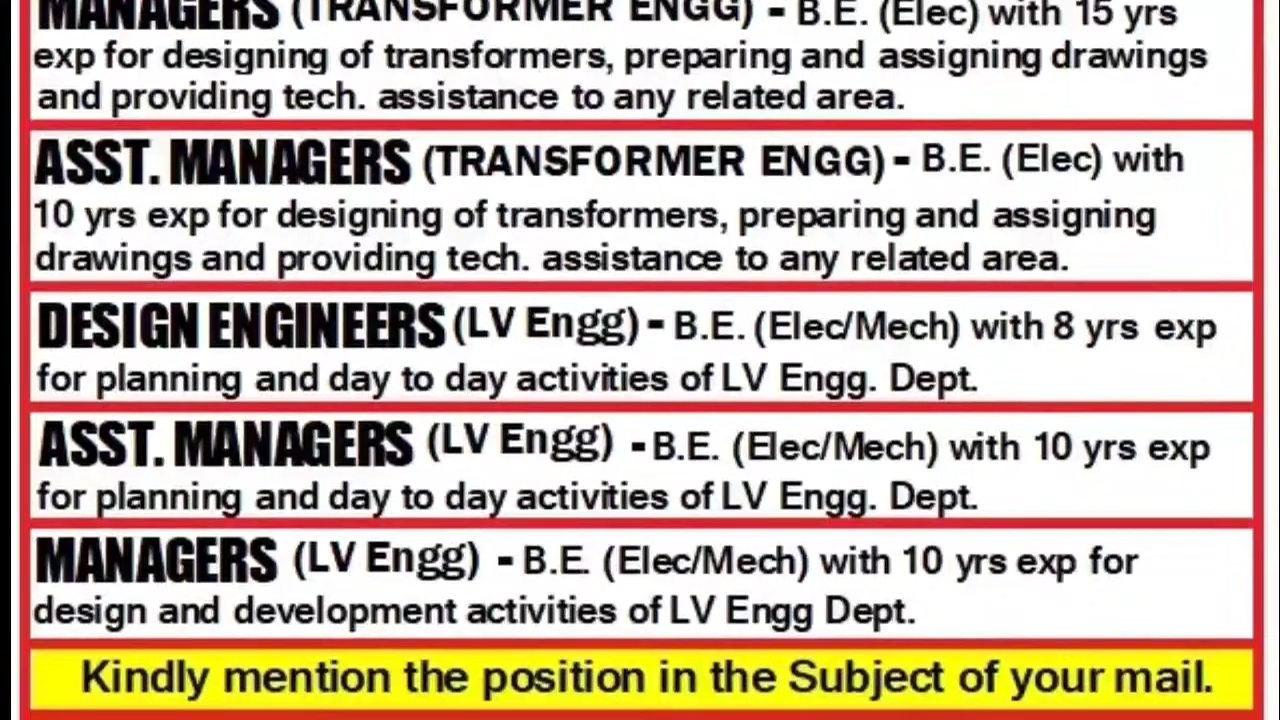 MANAGERS (TRANSFORMER ENGG) - B.E. (Elec) with 15 yrs
exp for designing of transformers, preparing and assigning drawings
and providing tech. assistance to any related area.
ASST. MANAGERS (TRANSFORMER ENGG) - B.E. (Elec) with
10 yrs exp for designing of transformers, preparing and assigning
drawings and providing tech. assistance to any related area.
DESIGN ENGINEERS (LV Engg) - B.E. (Elec/Mech) with 8 yrs exp
for planning and day to day activities of LV Engg. Dept.
ASST. MANAGERS (LV Engg) - B.E. (Elec/Mech) with 10 yrs exp
for planning and day to day activities of LV Engg. Dept.
MANAGERS (LV Engg) - B.E. (Elec/Mech) with 10 yrs exp for
design and development activities of LV Engg Dept.
Kindly mention the position in the Subject of your mail.